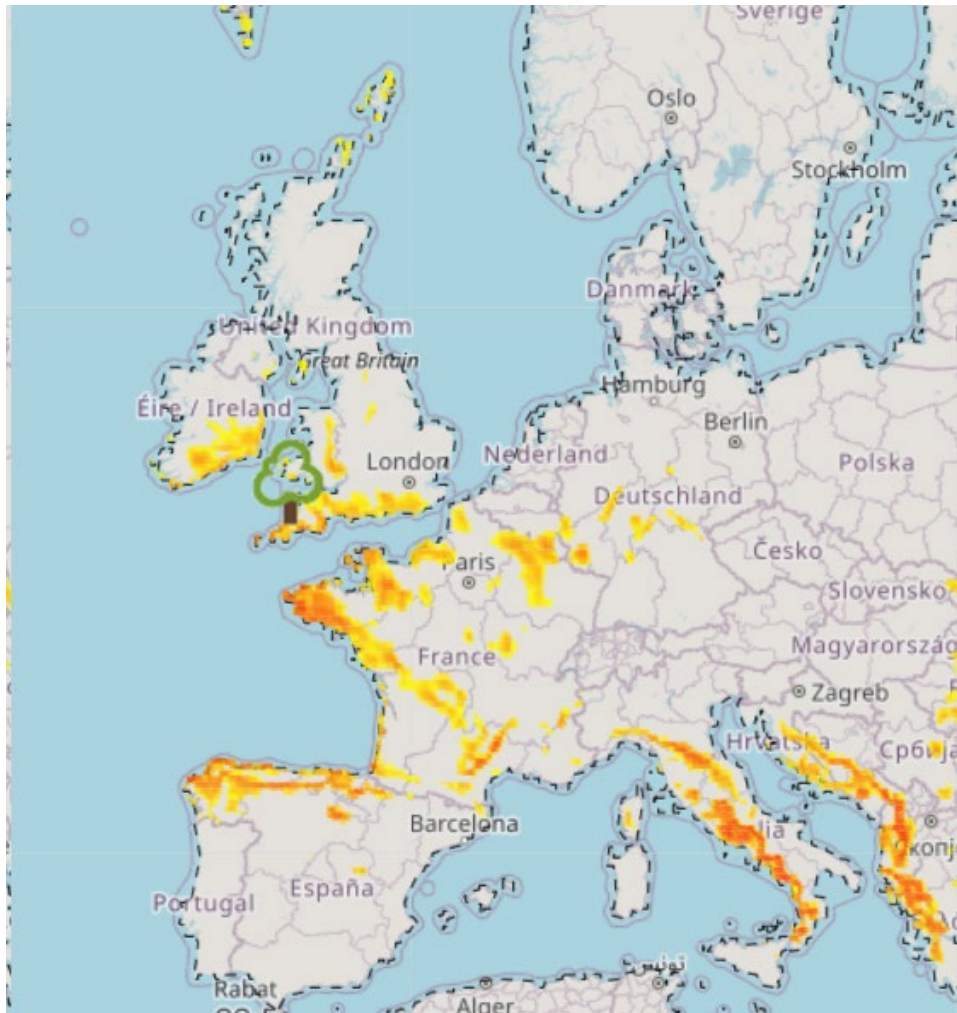 Sverige
Oslo
Stockholm
Danmark
United Kingdom
Great Britain
Hamburg
Éire / Ireland
Berlin
Nederland
London
Polska
Deutschland
Česko
Paris
Slovensko
France
Magyarország
Zagreb
Hrvatska
Србија
Barcelona
España
Portugal
Rabat
تونس
Alger